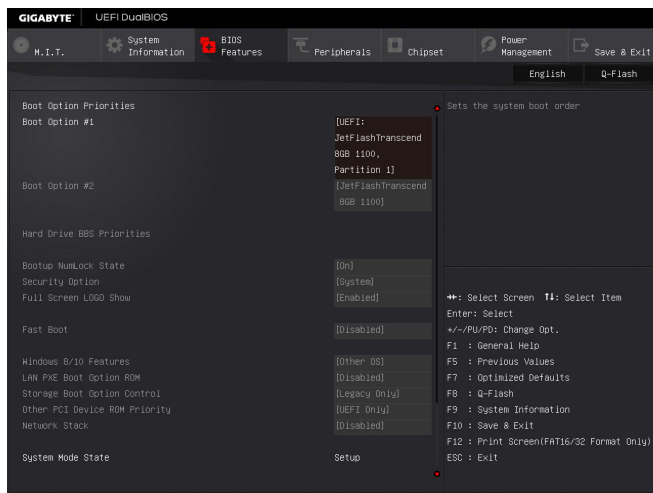 GIGABYTE™ UEFI DualBIOS
M.I.T. System Information BIOS Features Peripherals Chipset Power Management Save & Exit
English Q-Flash
Boot Option Priorities
Boot Option #1 [UEFI: JetFlashTranscend 8GB 1100, Partition 1]
Boot Option #2 [JetFlashTranscend 8GB 1100]
Hard Drive BBS Priorities
Bootup NumLock State [On]
Security Option [System]
Full Screen LOGO Show [Enabled]
Fast Boot [Disabled]
Windows 8/10 Features [Other OS]
LAN PXE Boot Option ROM [Disabled]
Storage Boot Option Control [Legacy Only]
Other PCI Device ROM Priority [UEFI Only]
Network Stack [Disabled]
System Mode State Setup
Sets the system boot order
→←: Select Screen ↑↓: Select Item
Enter: Select
+/-/PU/PD: Change Opt.
F1 : General Help
F5 : Previous Values
F7 : Optimized Defaults
F8 : Q-Flash
F9 : System Information
F10 : Save & Exit
F12 : Print Screen(FAT16/32 Format Only)
ESC : Exit